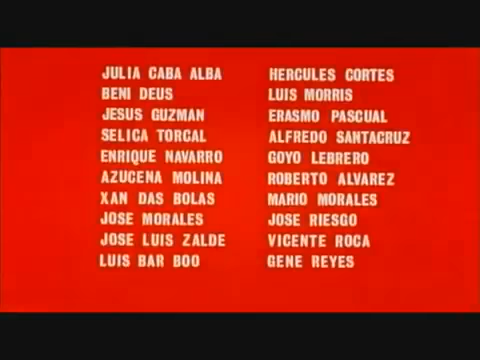 JULIA CABA ALBA
BENI DEUS
JESUS GUZMAN
SELICA TORCAL
ENRIQUE NAVARRO
AZUCENA MOLINA
XAN DAS BOLAS
JOSE MORALES
JOSE LUIS ZALDE
LUIS BAR BOO
HERCULES CORTES
LUIS MORRIS
ERASMO PASCUAL
ALFREDO SANTACRUZ
GOYO LEBRERO
ROBERTO ALVAREZ
MARIO MORALES
JOSE RIESGO
VICENTE ROCA
GENE REYES